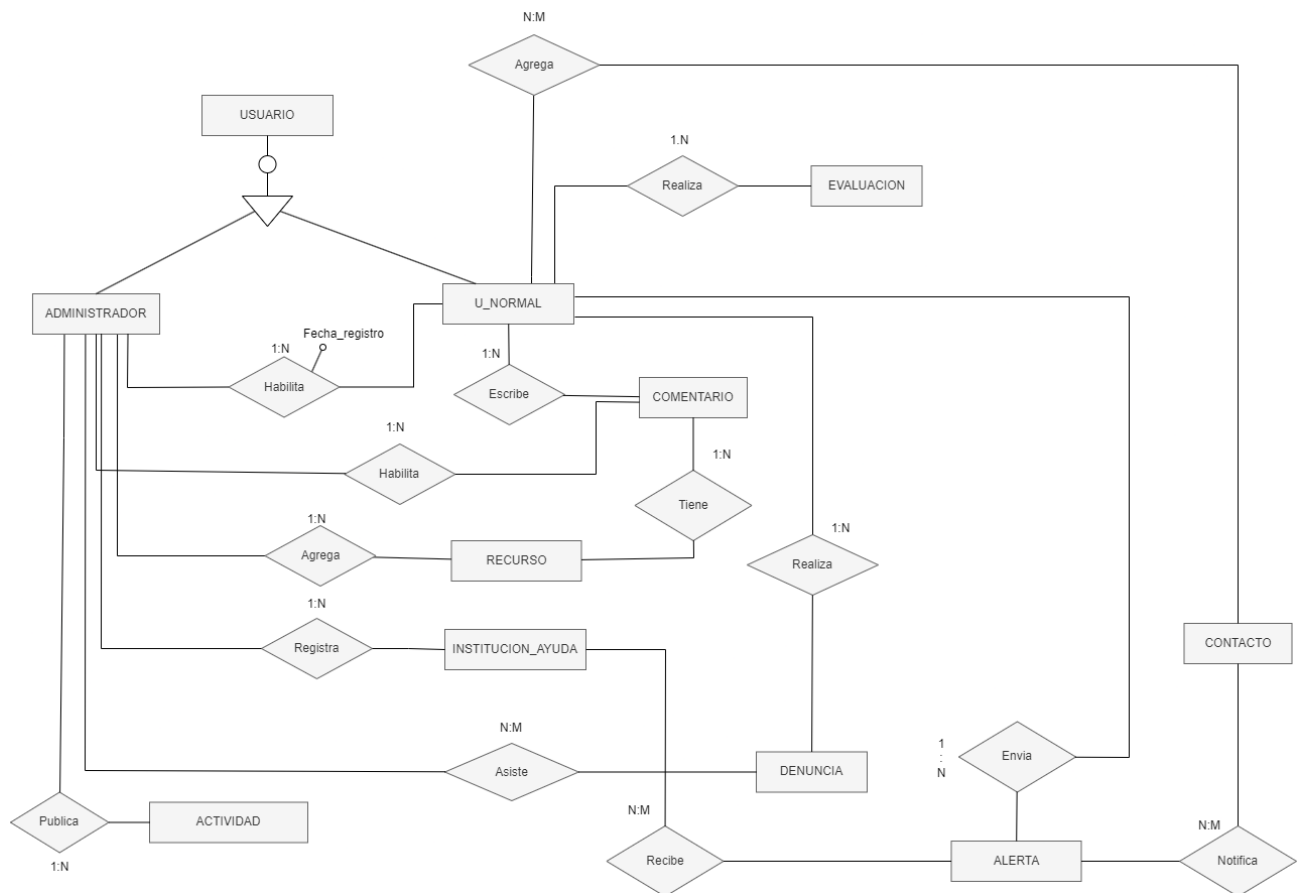 N:M
Agrega
USUARIO
1.N
Realiza
EVALUACION
ADMINISTRADOR
U_NORMAL
Fecha_registro
1:N
Habilita
1:N
Escribe
COMENTARIO
1:N
Habilita
1:N
Tiene
1:N
Agrega
RECURSO
1:N
Realiza
1:N
Registra
INSTITUCION_AYUDA
CONTACTO
N:M
Asiste
DENUNCIA
1
:
N
Envia
Publica
1:N
ACTIVIDAD
N:M
Recibe
ALERTA
N:M
Notifica